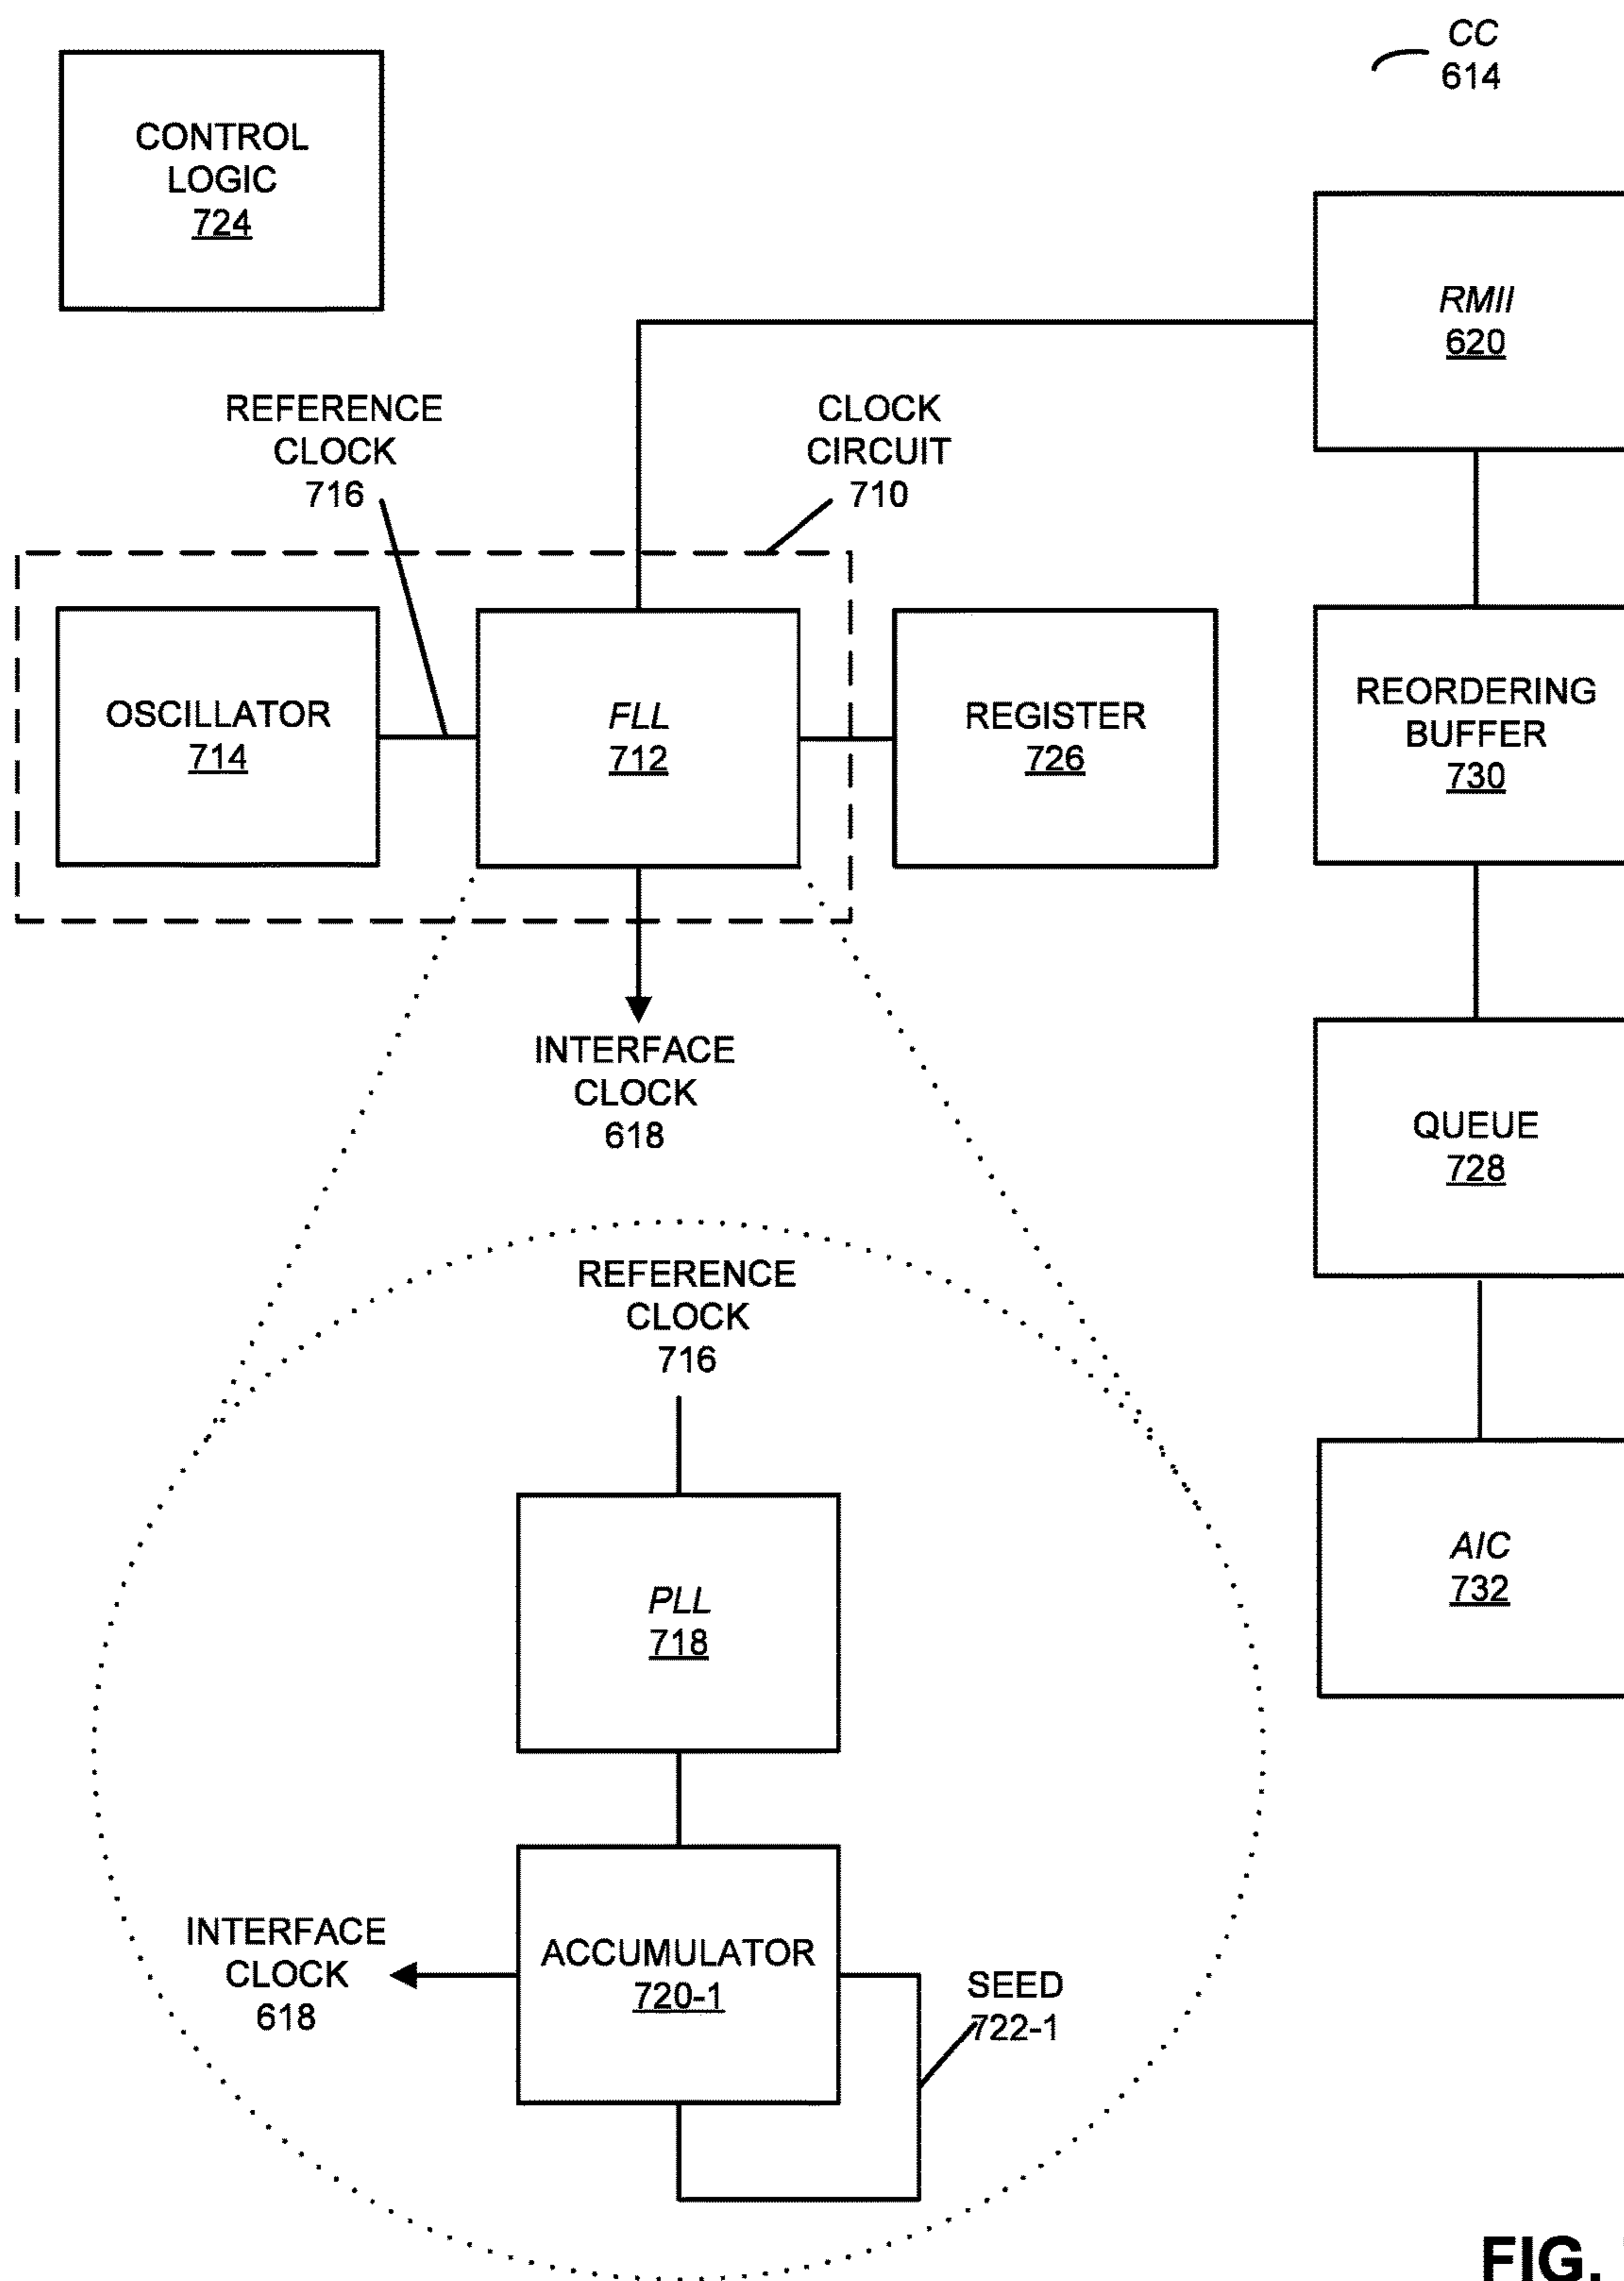 CC
614
CONTROL
LOGIC
724
RMII
620
REFERENCE
CLOCK
716
CLOCK
CIRCUIT
710
OSCILLATOR
714
FLL
712
REGISTER
726
REORDERING
BUFFER
730
INTERFACE
CLOCK
618
QUEUE
728
REFERENCE
CLOCK
716
PLL
718
AIC
732
INTERFACE
CLOCK
618
ACCUMULATOR
720-1
SEED
722-1
FIG.